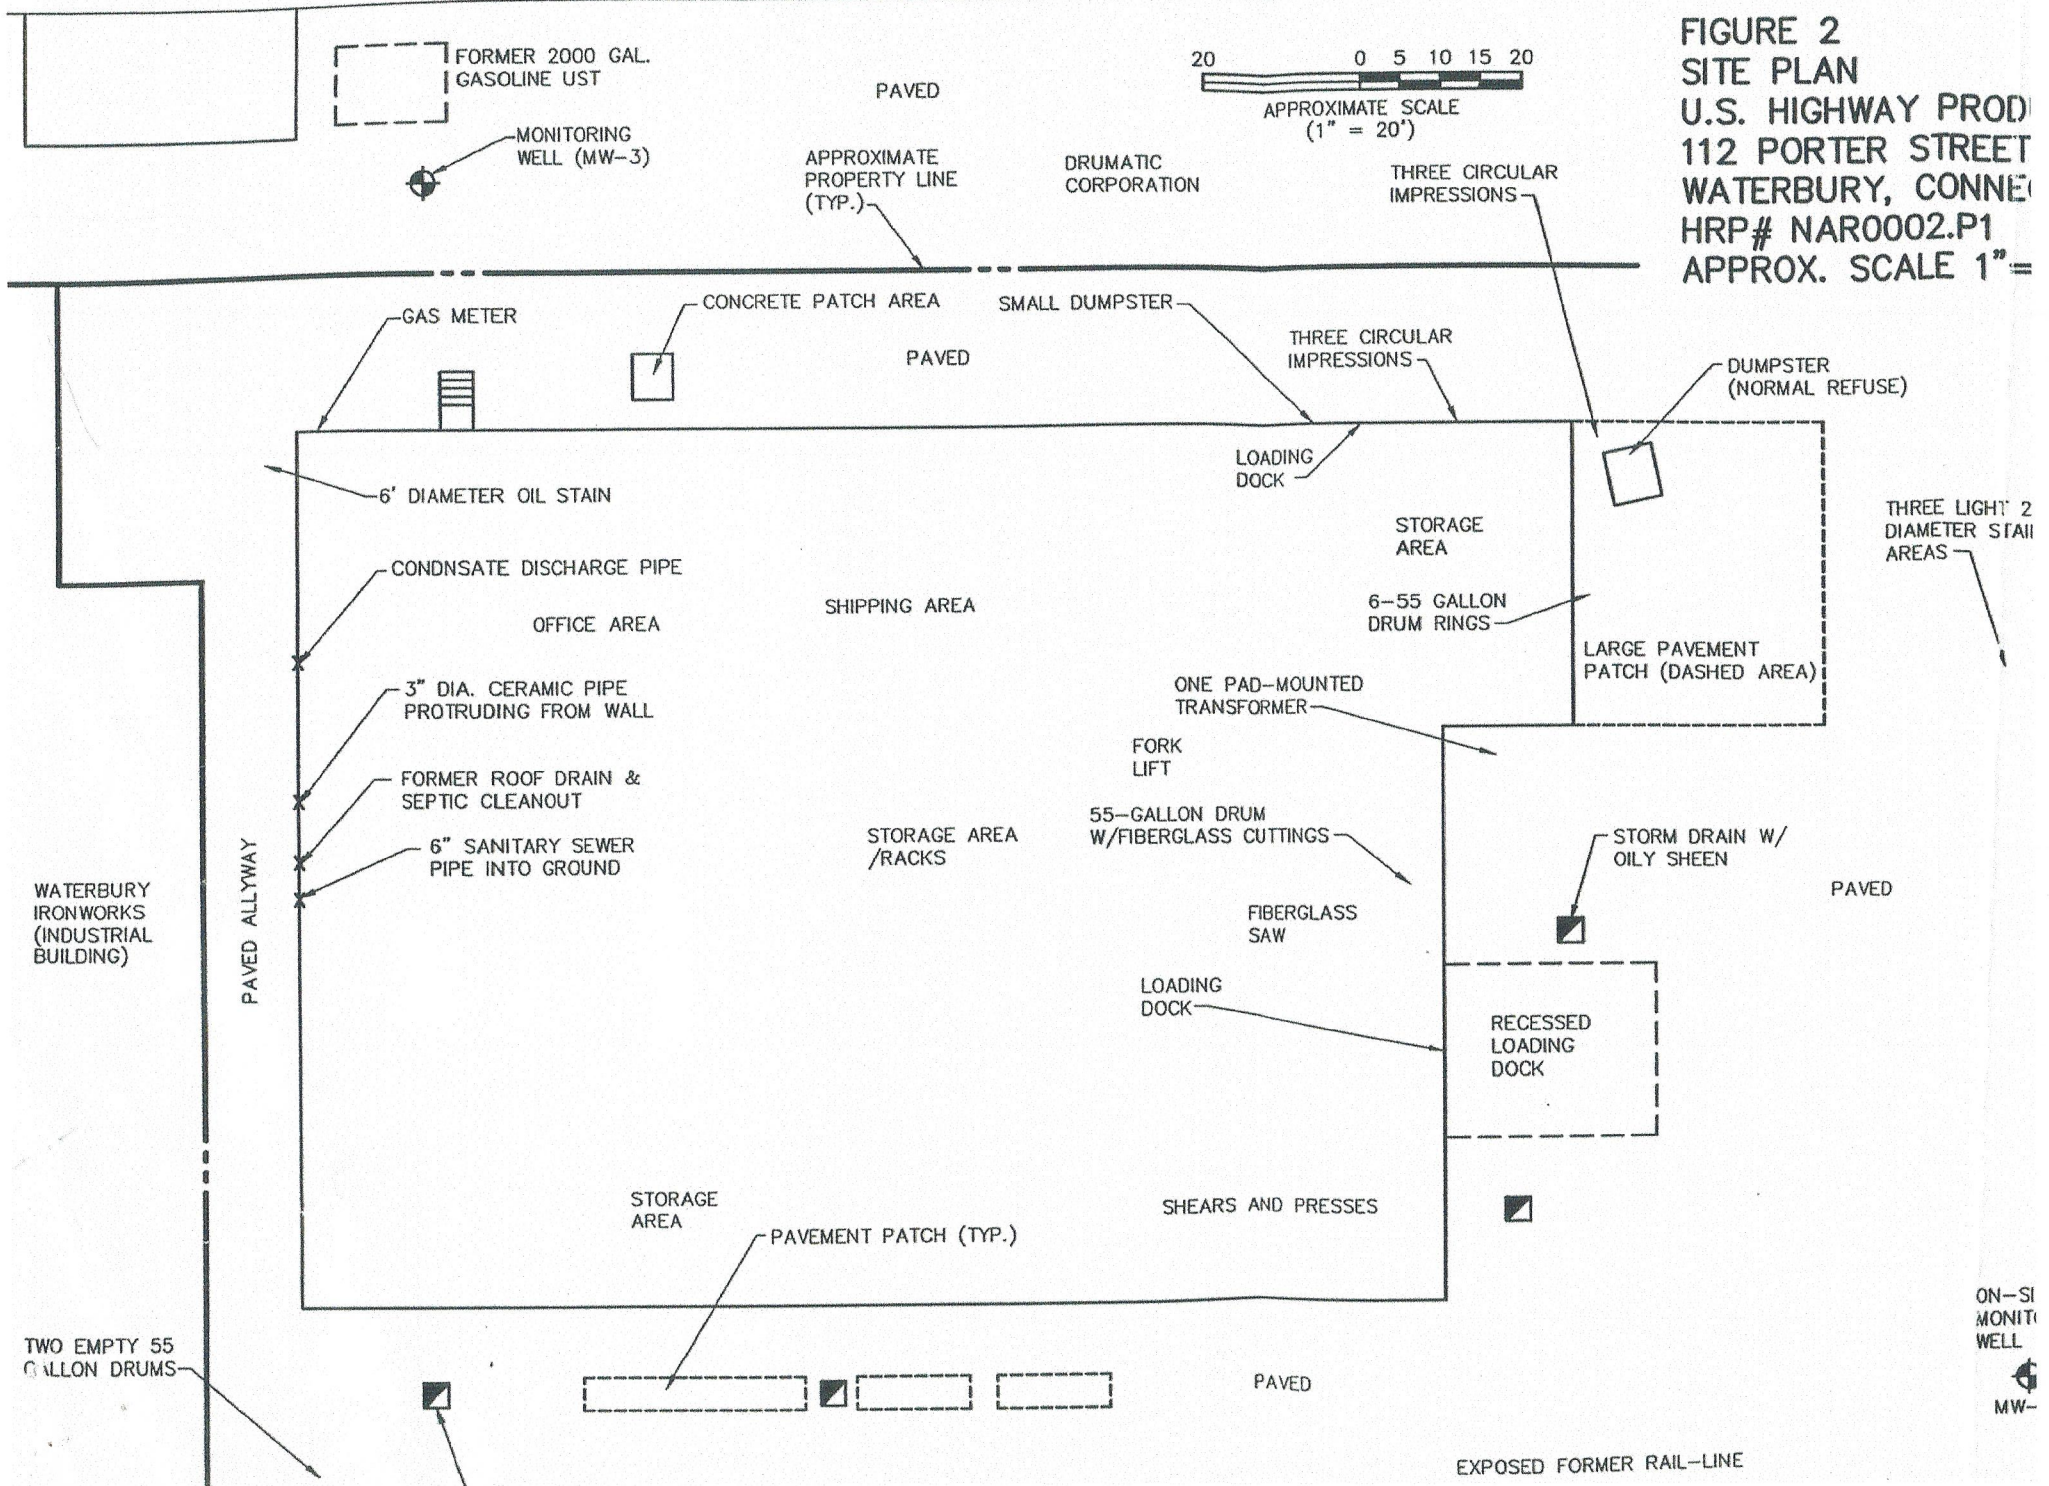 FIGURE 2
SITE PLAN
U.S. HIGHWAY
112 PORTER STREET
WATERBURY,
HRP# NAR0002.P1
APPROX. SCALE 1"=
FORMER 2000 GAL.
GASOLINE UST
MONITORING
WELL (MW-3)
PAVED
20 0 5 10 15 20
APPROXIMATE SCALE
(1" = 20')
APPROXIMATE
PROPERTY LINE
(TYP.)
DRUMATIC
CORPORATION
THREE CIRCULAR
IMPRESSIONS
GAS METER
CONCRETE PATCH AREA
SMALL DUMPSTER
PAVED
THREE CIRCULAR
IMPRESSIONS
DUMPSTER
(NORMAL REFUSE)
LOADING
DOCK
6' DIAMETER OIL STAIN
STORAGE
AREA
THREE LIGHT 2
DIAMETER
AREAS
CONDNSATE DISCHARGE PIPE
OFFICE AREA
SHIPPING AREA
6-55 GALLON
DRUM RINGS
LARGE PAVEMENT
PATCH (DASHED AREA)
3" DIA. CERAMIC PIPE
PROTRUDING FROM WALL
ONE PAD-MOUNTED
TRANSFORMER
FORK
LIFT
FORMER ROOF DRAIN &
SEPTIC CLEANOUT
6" SANITARY SEWER
PIPE INTO GROUND
STORAGE AREA
/RACKS
55-GALLON DRUM
W/FIBERGLASS CUTTINGS
STORM DRAIN W/
OILY SHEEN
PAVED
WATERBURY
IRONWORKS
(INDUSTRIAL
BUILDING)
PAVED ALLYWAY
FIBERGLASS
SAW
LOADING
DOCK
RECESSED
LOADING
DOCK
STORAGE
AREA
SHEARS AND PRESSES
PAVEMENT PATCH (TYP.)
TWO EMPTY 55
GALLON DRUMS
PAVED
WELL
MW-
EXPOSED FORMER RAIL-LINE